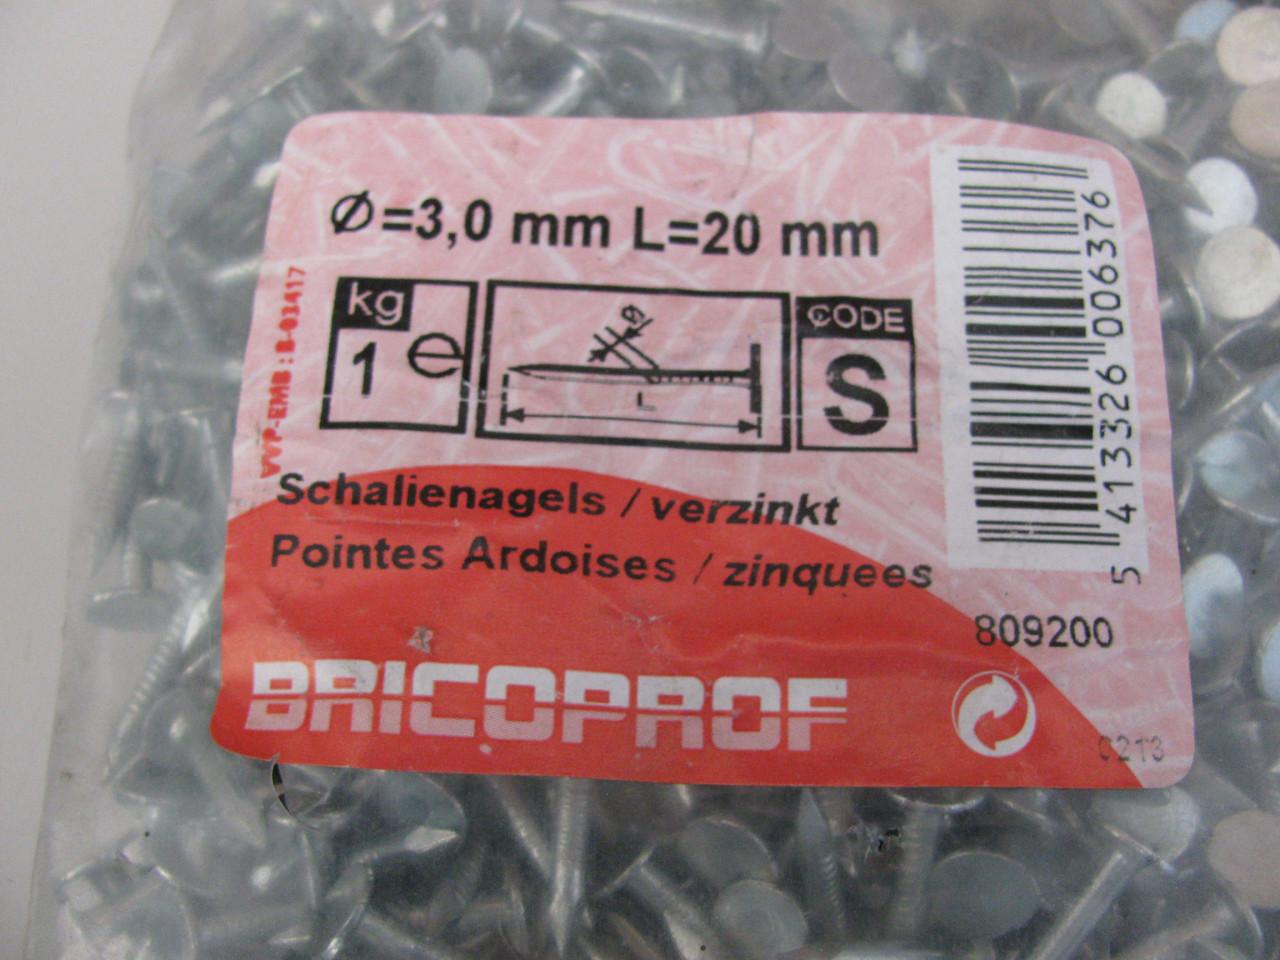 Ø=3,0 mm L=20 mm
kg
1 e
Ø
L
CODE
S
VVP-EMB : B-03417
Schalienagels / verzinkt
Pointes Ardoises / zinquees
5 413326 006376
809200
BRICOPROF
C213